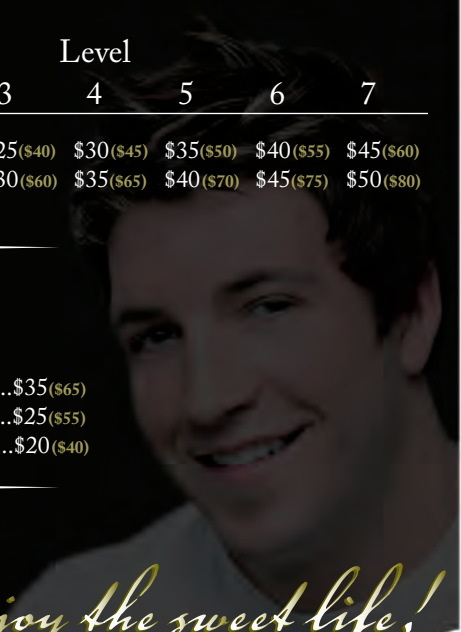 Level
3 4 5 6 7
25($40) $30($45) $35($50) $40($55) $45($60)
30($60) $35($65) $40($70) $45($75) $50($80)
..$35($65)
..$25($55)
..$20($40)
joy the sweet life!